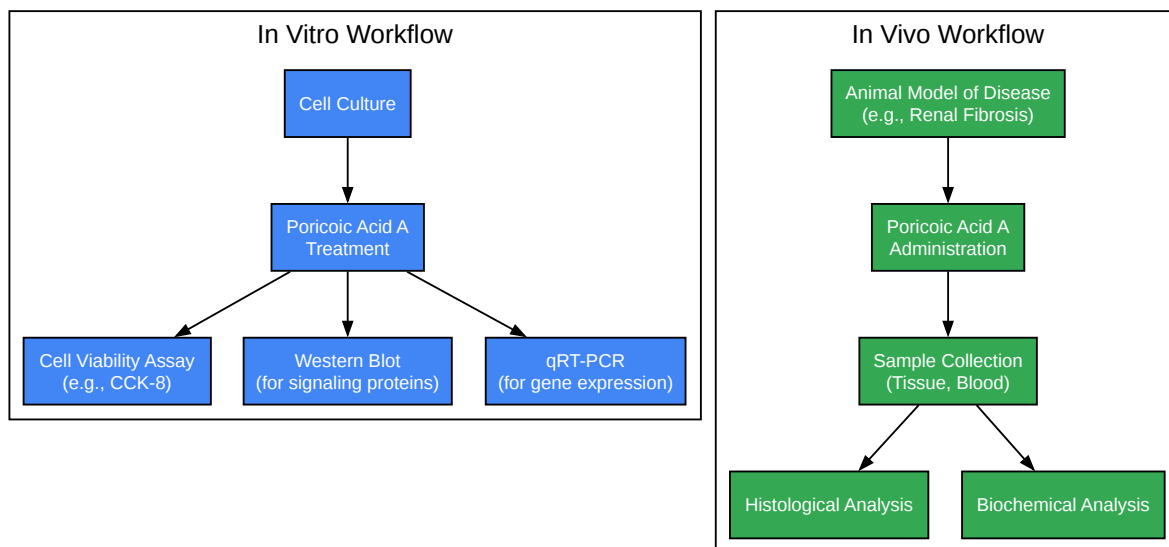 In Vitro Workflow
Cell Culture
Poricoic Acid A
Treatment
Cell Viability Assay
(e.g., CCK-8)
Western Blot
(for signaling proteins)
qRT-PCR
(for gene expression)
In Vivo Workflow
Animal Model of Disease
(e.g., Renal Fibrosis)
Poricoic Acid A
Administration
Sample Collection
(Tissue, Blood)
Histological Analysis
Biochemical Analysis